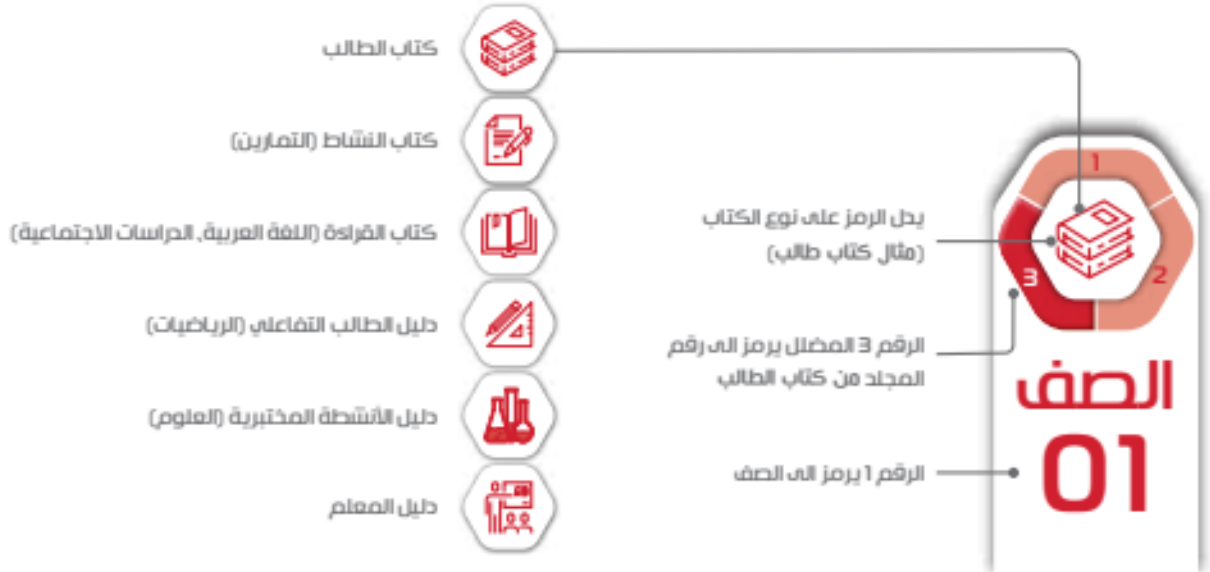 1
2
3
الصف
01
يدل الرمز على نوع الكتاب
(مثال كتاب طالب)
الرقم 3 المضلل يرمز الى رقم
المجلد من كتاب الطالب
الرقم 1 يرمز الى الصف
كتاب الطالب
كتاب النشاط (التمارين)
كتاب القراءة (اللغة العربية, الدراسات الاجتماعية)
دليل الطالب التفاعلي (الرياضيات)
دليل الأنشطة المختبرية (العلوم)
دليل المعلم